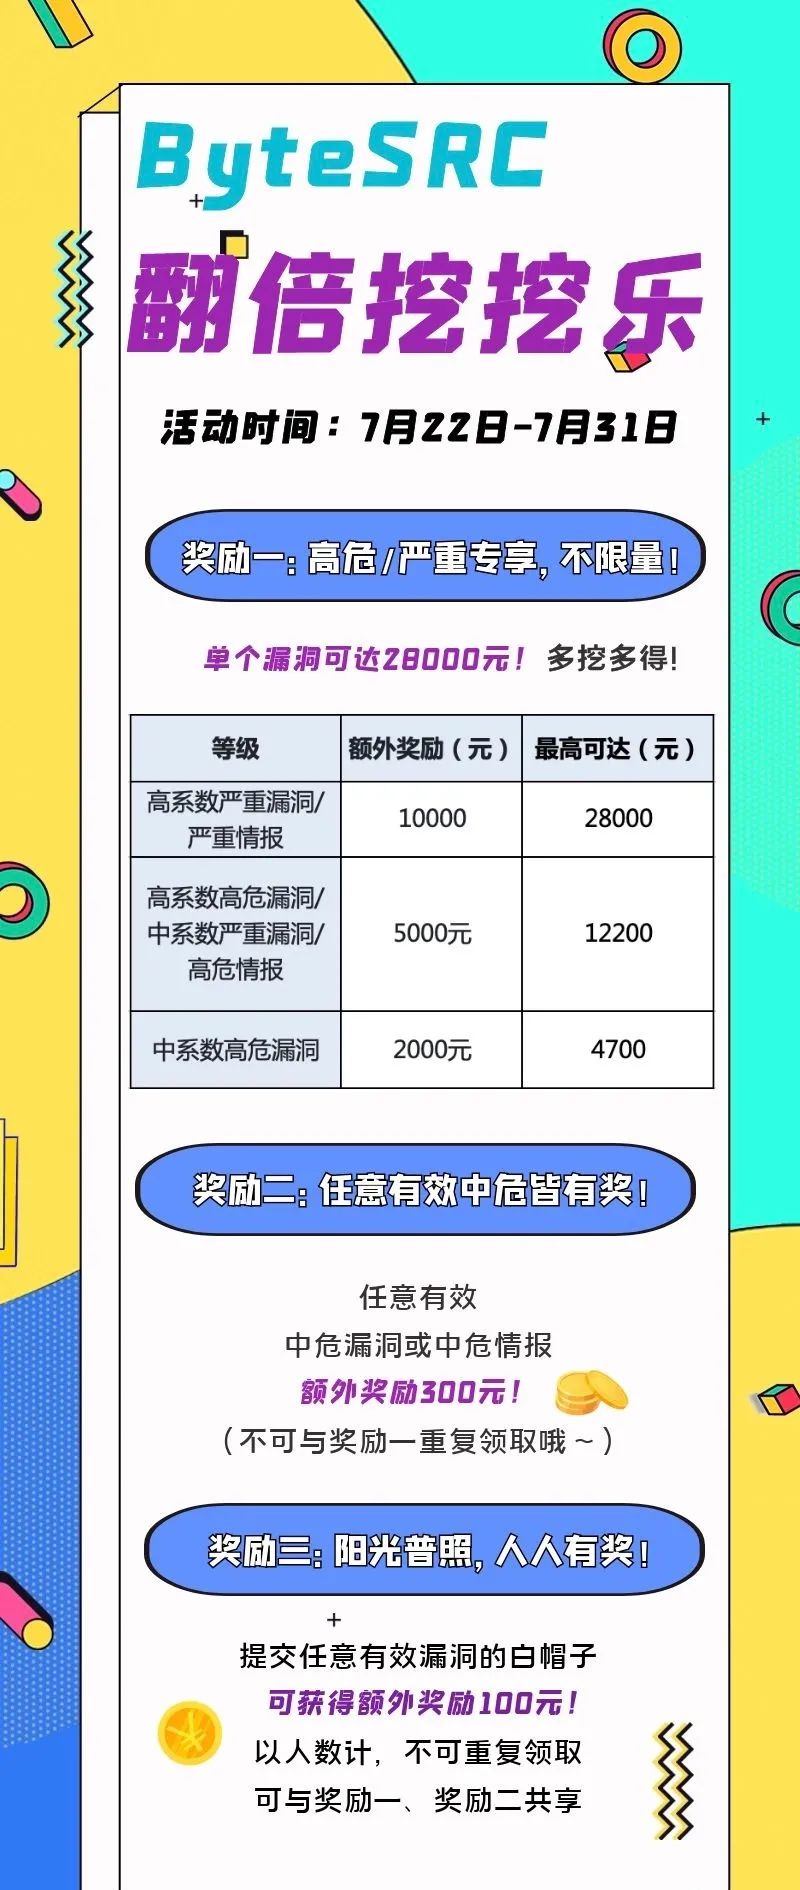 ByteSRC
翻倍挖挖乐
活动时间：7月22日-7月31日
奖励一：高危/严重专享，不限量！
单个漏洞可达28000元！多挖多得！
等级 额外奖励（元） 最高可达（元）
高系数严重漏洞/
严重情报 10000 28000
高系数高危漏洞/
中系数严重漏洞/
高危情报 5000元 12200
中系数高危漏洞 2000元 4700
奖励二：任意有效中危皆有奖！
任意有效
中危漏洞或中危情报
额外奖励300元！
（不可与奖励一重复领取哦～）
奖励三：阳光普照，人人有奖！
提交任意有效漏洞的白帽子
可获得额外奖励100元！
以人数计，不可重复领取
可与奖励一、奖励二共享